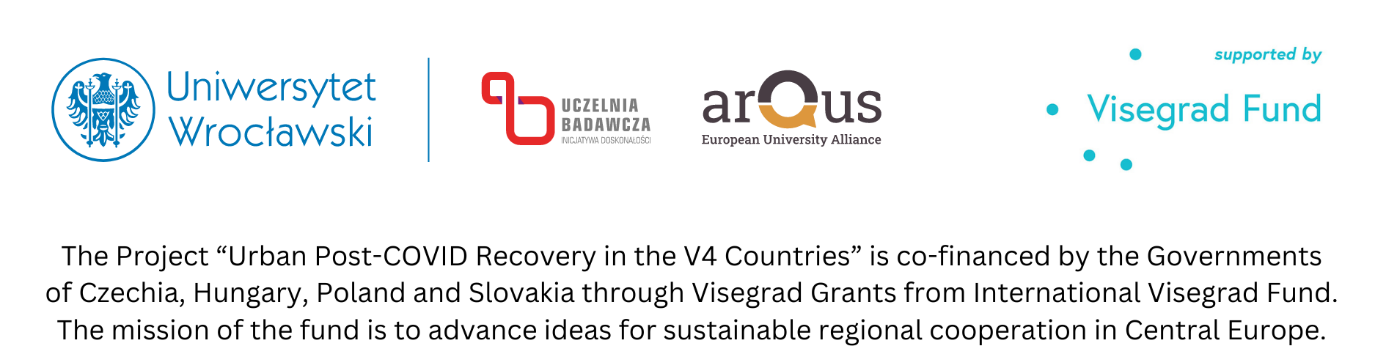 Uniwersytet
Wrocławski
UCZELNIA
BADAWCZA
INICJATYWA DOSKONAŁOŚCI
arQus
European University Alliance
supported by
Visegrad Fund
The Project “Urban Post-COVID Recovery in the V4 Countries” is co-financed by the Governments
of Czechia, Hungary, Poland and Slovakia through Visegrad Grants from International Visegrad Fund.
The mission of the fund is to advance ideas for sustainable regional cooperation in Central Europe.